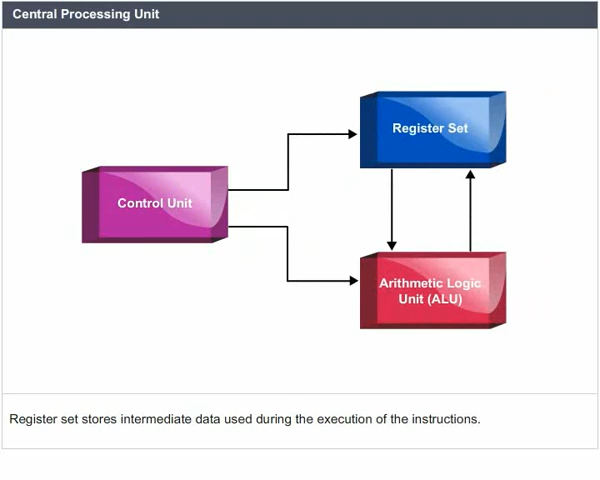 Central Processing Unit
Register Set
Control Unit
Arithmetic Logic
Unit (ALU)
Register set stores intermediate data used during the execution of the instructions.